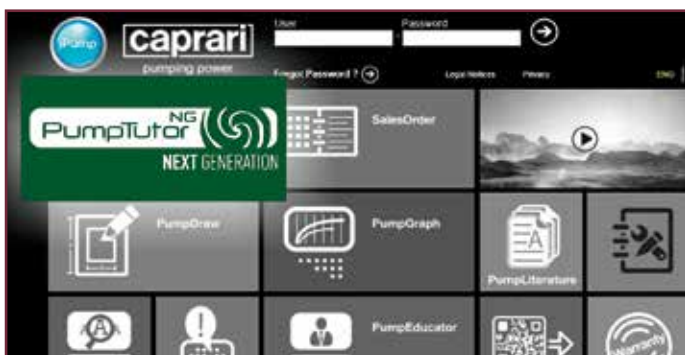 User
Password
iPump
caprari
pumping power
Forgot Password ?
Legal Notices
Privacy
ENG
PumpTutor NG
NEXT GENERATION
SalesOrder
PumpDraw
PumpGraph
PumpLiterature
PumpEducator
Warranty